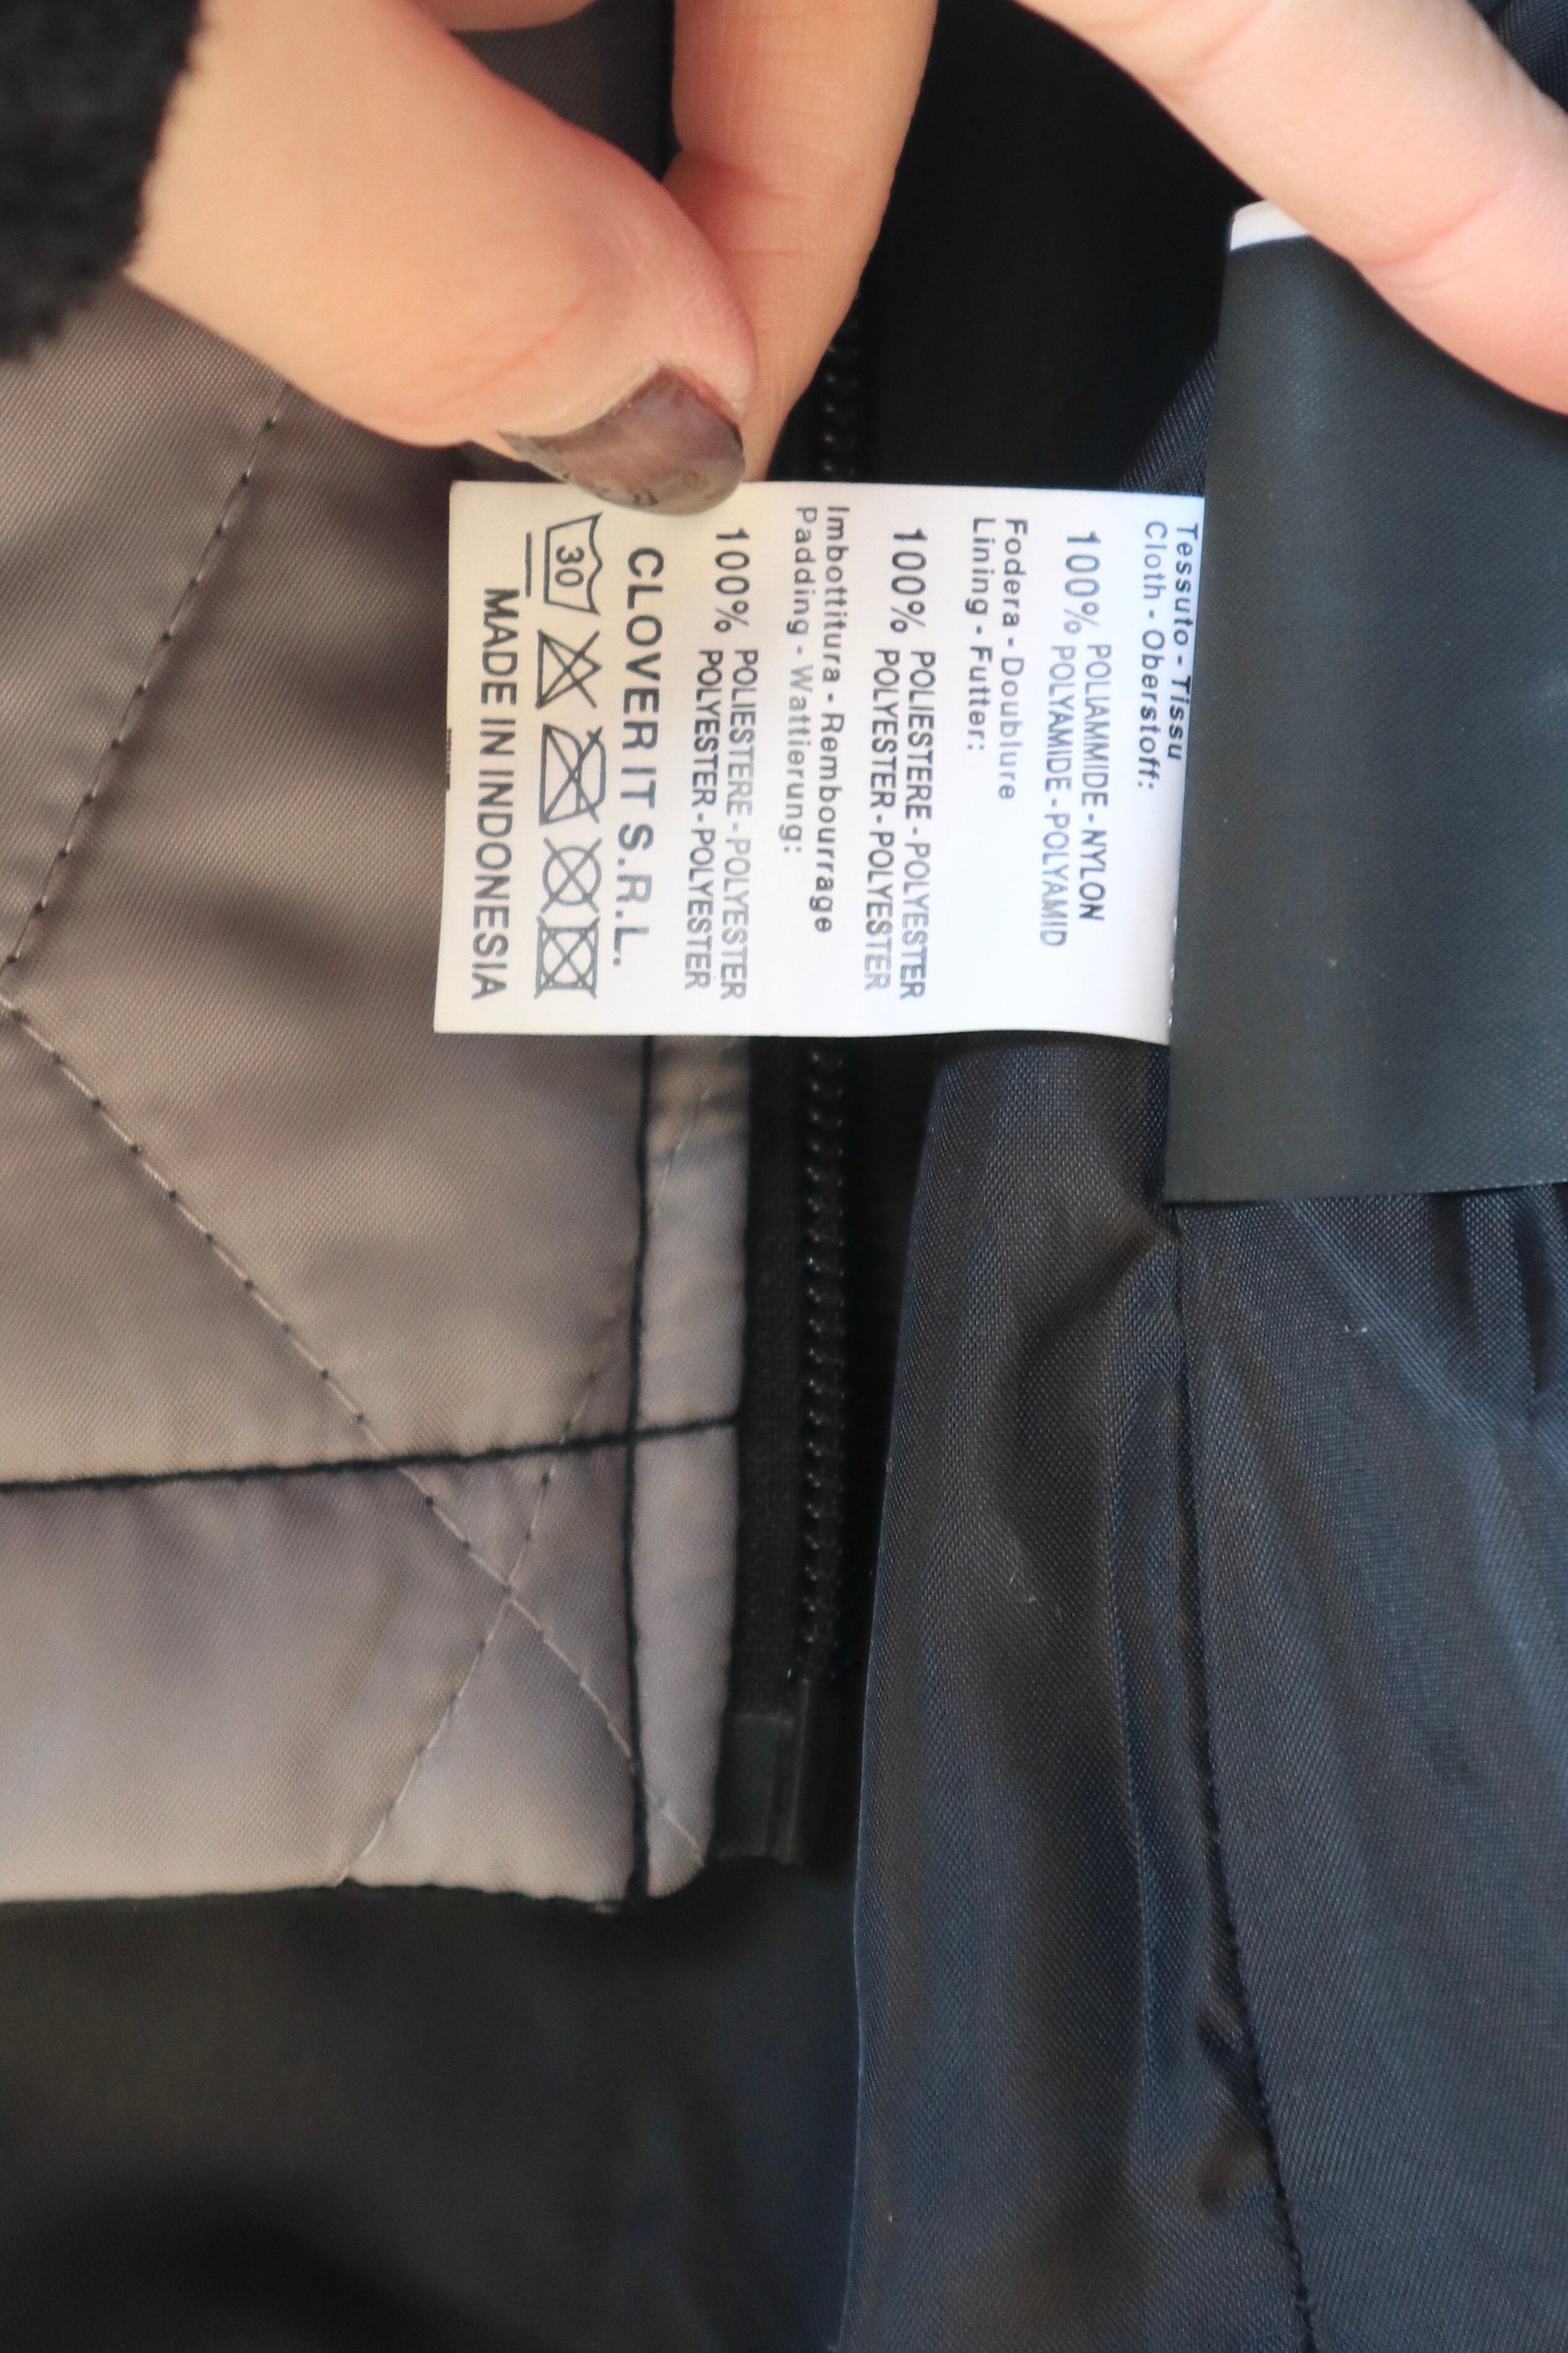 Tessuto - Tissu
Cloth - Oberstoff:
100% POLIAMMIDE - NYLON
POLYAMIDE - POLYAMID
Fodera - Doublure
Lining - Futter:
100% POLIESTERE - POLYESTER
POLYESTER - POLYESTER
Imbottitura - Rembourrage
Padding - Wattierung:
100% POLIESTERE - POLYESTER
POLYESTER - POLYESTER
CLOVER IT S.R.L.
30
MADE IN INDONESIA